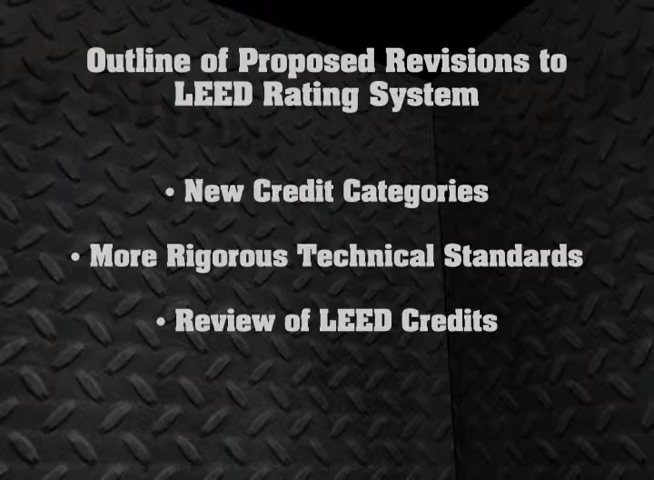 Outline of Proposed Revisions to
LEED Rating System
• New Credit Categories
• More Rigorous Technical Standards
• Review of LEED Credits